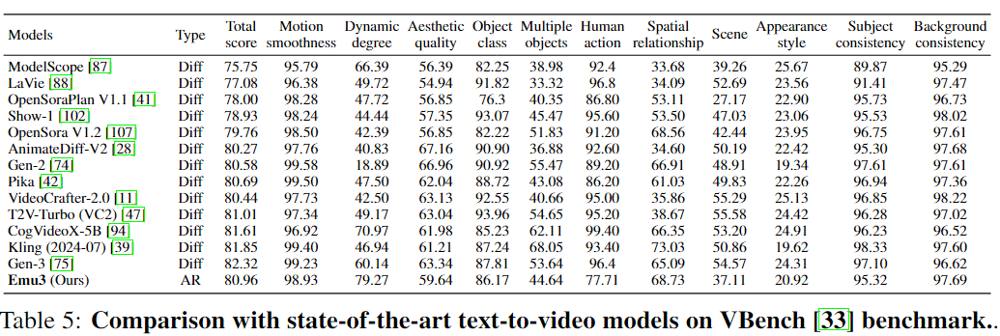 Models Type Total score Motion smoothness Dynamic degree Aesthetic quality Object class Multiple objects Human action Spatial relationship Scene Appearance style Subject consistency Background consistency
ModelScope [87] Diff 75.75 95.79 66.39 56.39 82.25 38.98 92.4 33.68 39.26 25.67 89.87 95.29
LaVie [88] Diff 77.08 96.38 49.72 54.94 91.82 33.32 96.8 34.09 52.69 23.56 91.41 97.47
OpenSoraPlan V1.1 [41] Diff 78.00 98.28 47.72 56.85 76.3 40.35 86.80 53.11 27.17 22.90 95.73 96.73
Show-1 [102] Diff 78.93 98.24 44.44 57.35 93.07 45.47 95.60 53.50 47.03 23.06 95.53 98.02
OpenSora V1.2 [107] Diff 79.76 98.50 42.39 56.85 82.22 51.83 91.20 68.56 42.44 23.95 96.75 97.61
AnimateDiff-V2 [28] Diff 80.27 97.76 40.83 67.16 90.90 36.88 92.60 34.60 50.19 22.42 95.30 97.68
Gen-2 [74] Diff 80.58 99.58 18.89 66.96 90.92 55.47 89.20 66.91 48.91 19.34 97.61 97.61
Pika [42] Diff 80.69 99.50 47.50 62.04 88.72 43.08 86.20 61.03 49.83 22.26 96.94 97.36
VideoCrafter-2.0 [11] Diff 80.44 97.73 42.50 63.13 92.55 40.66 95.00 35.86 55.29 25.13 96.85 98.22
T2V-Turbo (VC2) [47] Diff 81.01 97.34 49.17 63.04 93.96 54.65 95.20 38.67 55.58 24.42 96.28 97.02
CogVideoX-5B [94] Diff 81.61 96.92 70.97 61.98 85.23 62.11 99.40 66.35 53.20 24.91 96.23 96.52
Kling (2024-07) [39] Diff 81.85 99.40 46.94 61.21 87.24 68.05 93.40 73.03 50.86 19.62 98.33 97.60
Gen-3 [75] Diff 82.32 99.23 60.14 63.34 87.81 53.64 96.4 65.09 54.57 24.31 97.10 96.62
Emu3 (Ours) AR 80.96 98.93 79.27 59.64 86.17 44.64 77.71 68.73 37.11 20.92 95.32 97.69
Table 5: Comparison with state-of-the-art text-to-video models on VBench [33] benchmark.